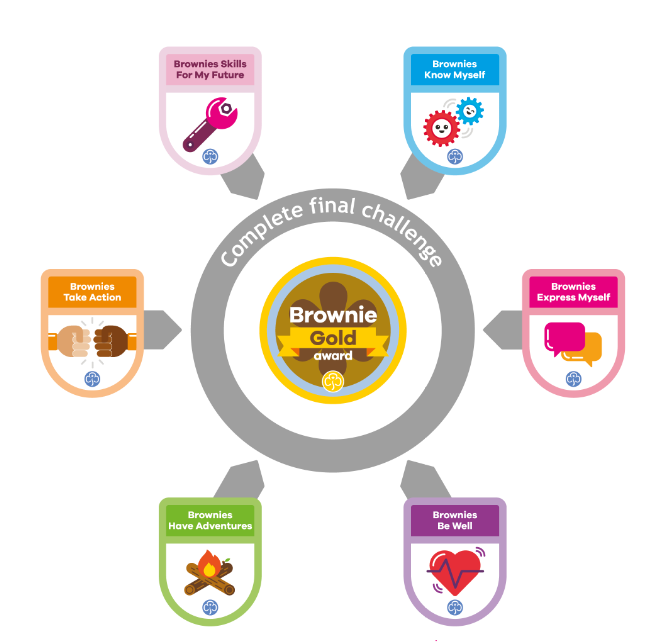 Brownies Skills
For My Future
Brownies
Know Myself
Complete final challenge
Brownies
Take Action
Brownie
Gold
award
Brownies
Express Myself
Brownies
Have Adventures
Brownies
Be Well